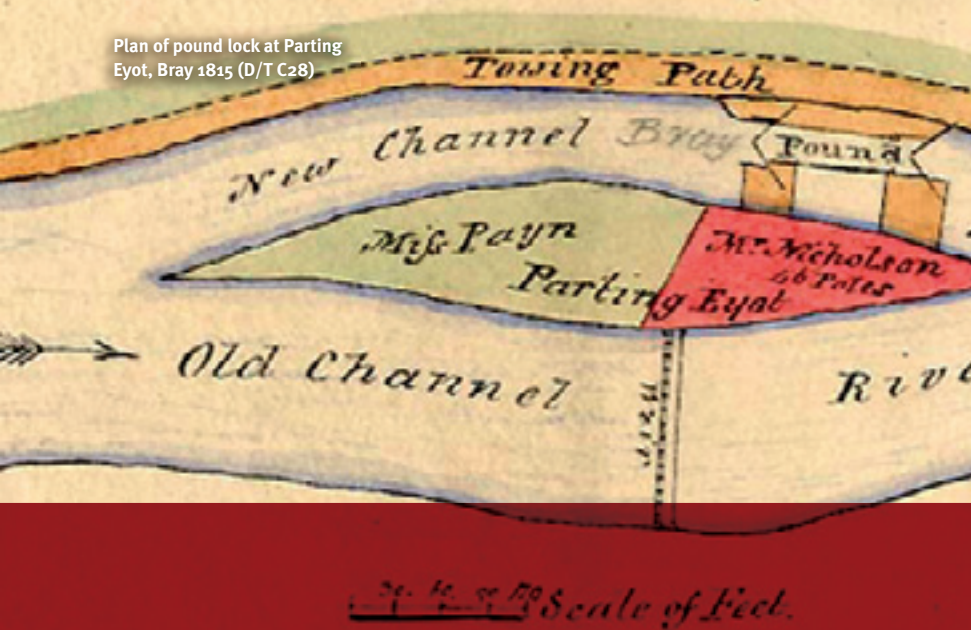 Plan of pound lock at Parting
Eyot, Bray 1815 (D/T C28)
Towing Path
New Channel Bray
Pound
Miſs Payn
Mr. Nicholson
46 Poles
Parting Eyot
Old Channel
Weir
Scale of Feet.